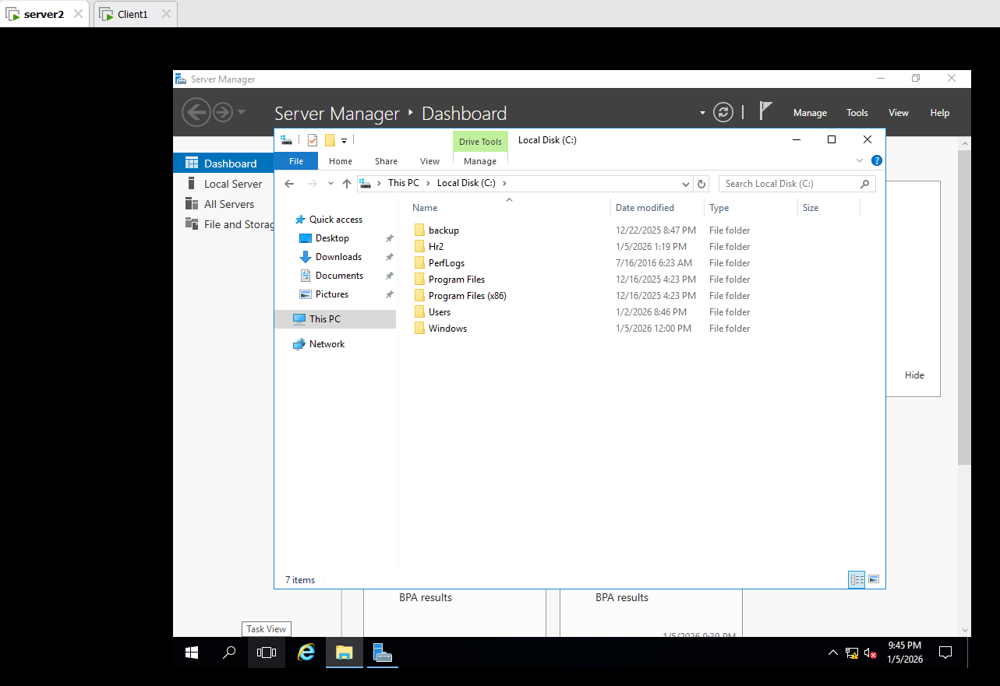 server2
Client1
Server Manager
Server Manager ‣ Dashboard
Manage
Tools
View
Help
Drive Tools
Local Disk (C:)
File
Home
Share
View
Manage
This PC › Local Disk (C:) ›
Search Local Disk (C:)
Dashboard
Local Server
All Servers
File and Storag
Quick access
Desktop
Downloads
Documents
Pictures
This PC
Network
Name Date modified Type Size
backup 12/22/2025 8:47 PM File folder
Hr2 1/5/2026 1:19 PM File folder
PerfLogs 7/16/2016 6:23 AM File folder
Program Files 12/16/2025 4:23 PM File folder
Program Files (x86) 12/16/2025 4:23 PM File folder
Users 1/2/2026 8:46 PM File folder
Windows 1/5/2026 12:00 PM File folder
Hide
7 items
BPA results
BPA results
1/5/2026 9:39 PM
Task View
9:45 PM
1/5/2026